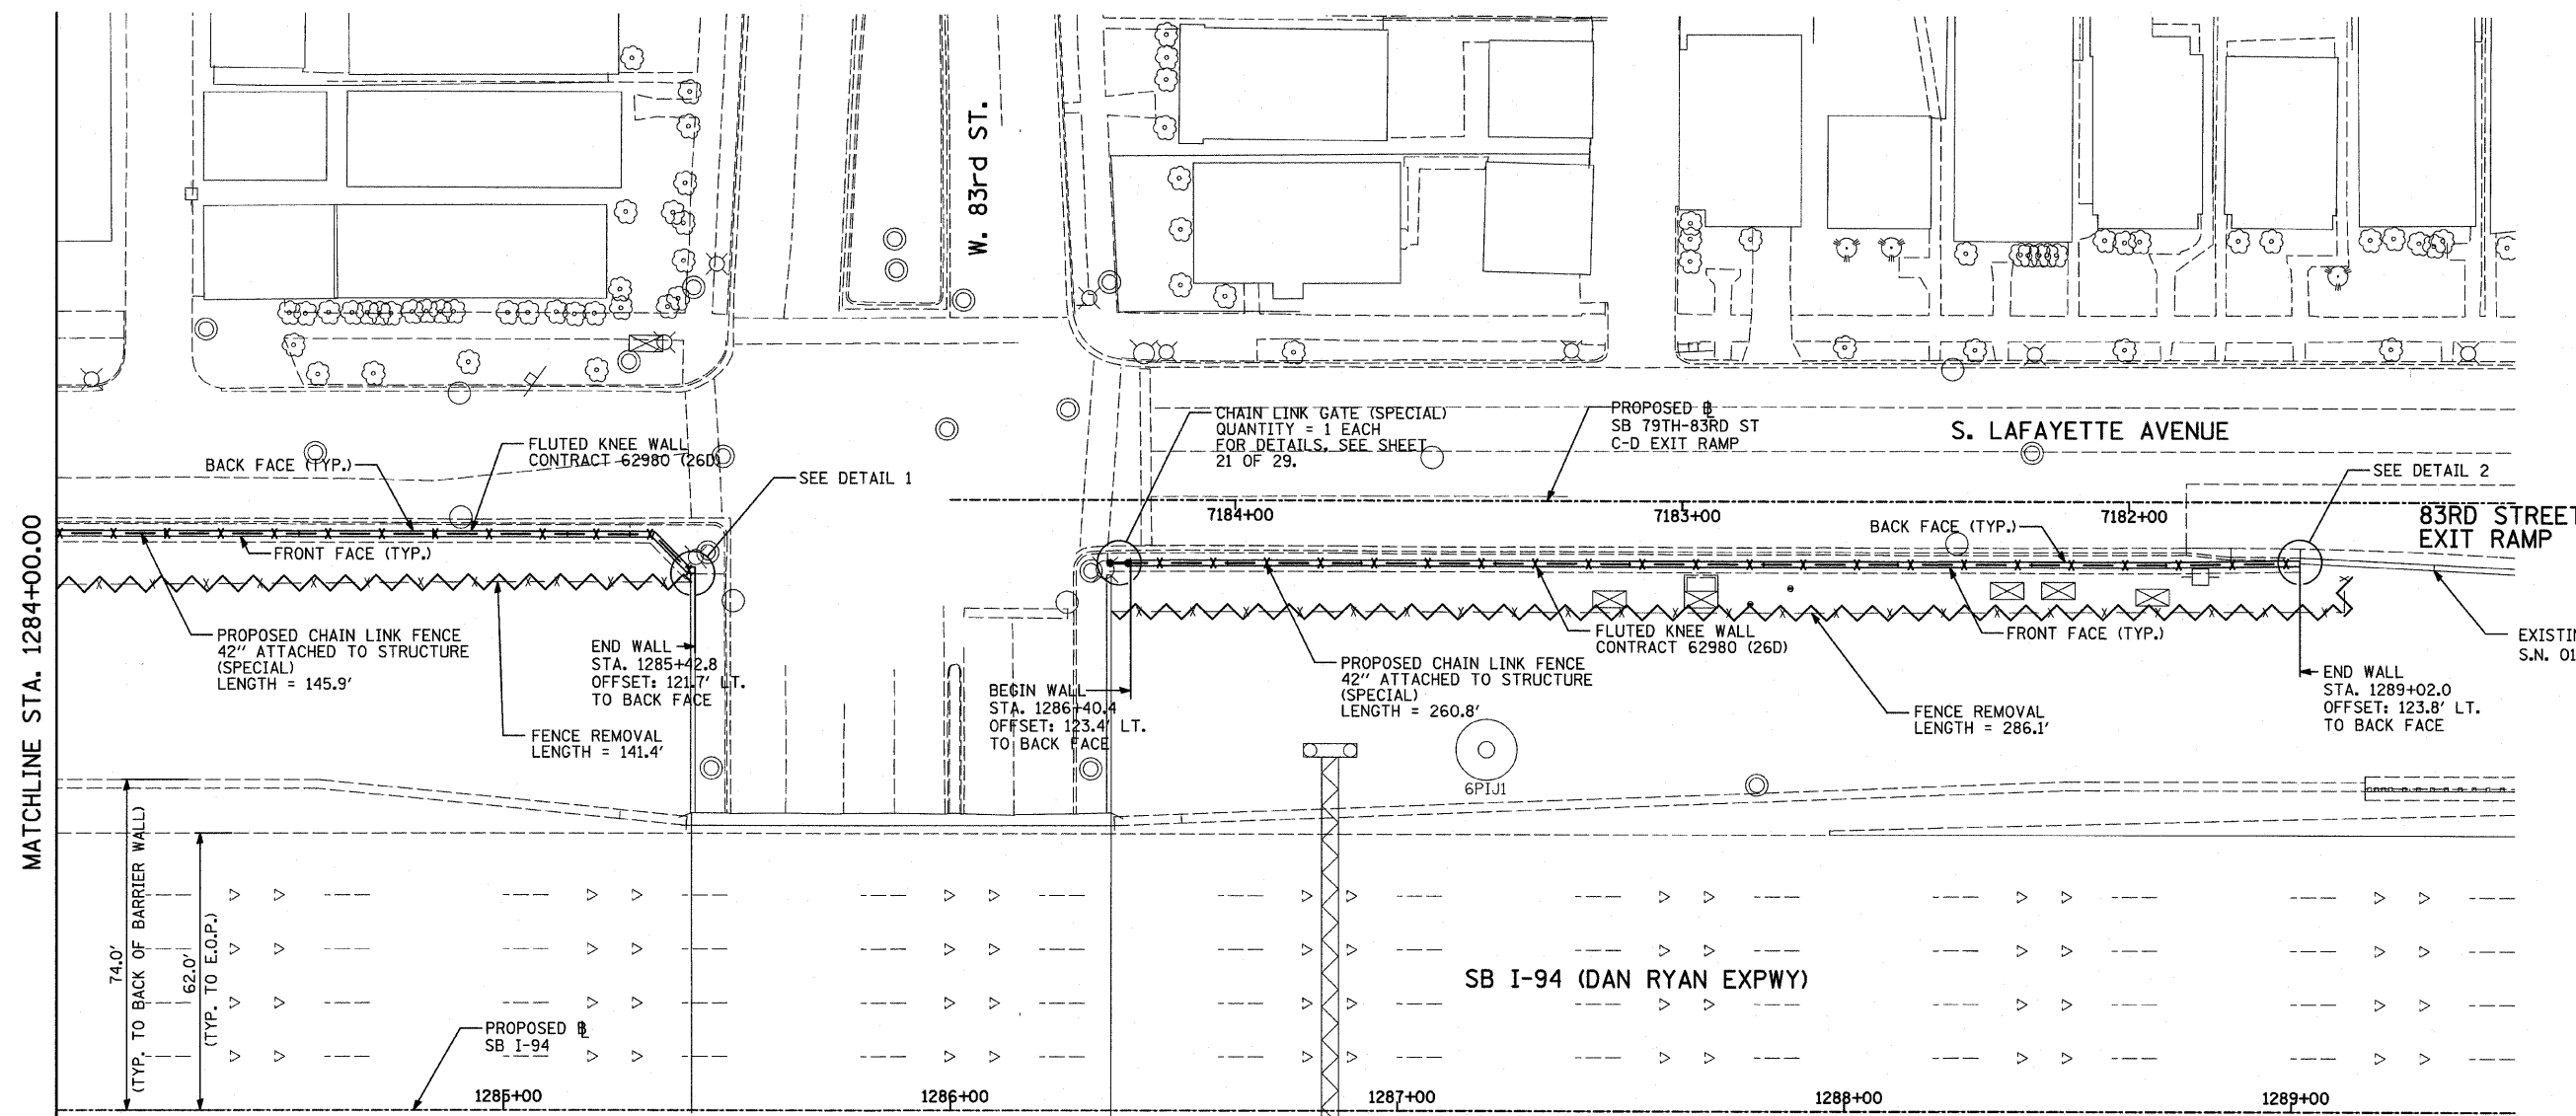 W. 83rd ST.
CHAIN LINK GATE (SPECIAL)
QUANTITY = 1 EACH
FOR DETAILS, SEE SHEET
21 OF 29.
PROPOSED ℄
SB 79TH-83RD ST
C-D EXIT RAMP
S. LAFAYETTE AVENUE
FLUTED KNEE WALL
CONTRACT 62980 (26D)
BACK FACE (TYP.)
SEE DETAIL 1
SEE DETAIL 2
7184+00
7183+00
7182+00
83RD STREET
EXIT RAMP
BACK FACE (TYP.)
FRONT FACE (TYP.)
MATCHLINE STA. 1284+00.00
PROPOSED CHAIN LINK FENCE
42" ATTACHED TO STRUCTURE
(SPECIAL)
LENGTH = 145.9'
END WALL
STA. 1285+42.8
OFFSET: 121.7' LT.
TO BACK FACE
FENCE REMOVAL
LENGTH = 141.4'
BEGIN WALL
STA. 1286+40.4
OFFSET: 123.4' LT.
TO BACK FACE
PROPOSED CHAIN LINK FENCE
42" ATTACHED TO STRUCTURE
(SPECIAL)
LENGTH = 260.8'
FLUTED KNEE WALL
CONTRACT 62980 (26D)
FRONT FACE (TYP.)
FENCE REMOVAL
LENGTH = 286.1'
END WALL
STA. 1289+02.0
OFFSET: 123.8' LT.
TO BACK FACE
S.N.
6PIJ1
74.0'
(TYP. TO BACK OF BARRIER WALL)
62.0'
(TYP. TO E.O.P.)
SB I-94 (DAN RYAN EXPWY)
PROPOSED ℄
SB I-94
1285+00
1286+00
1287+00
1288+00
1289+00